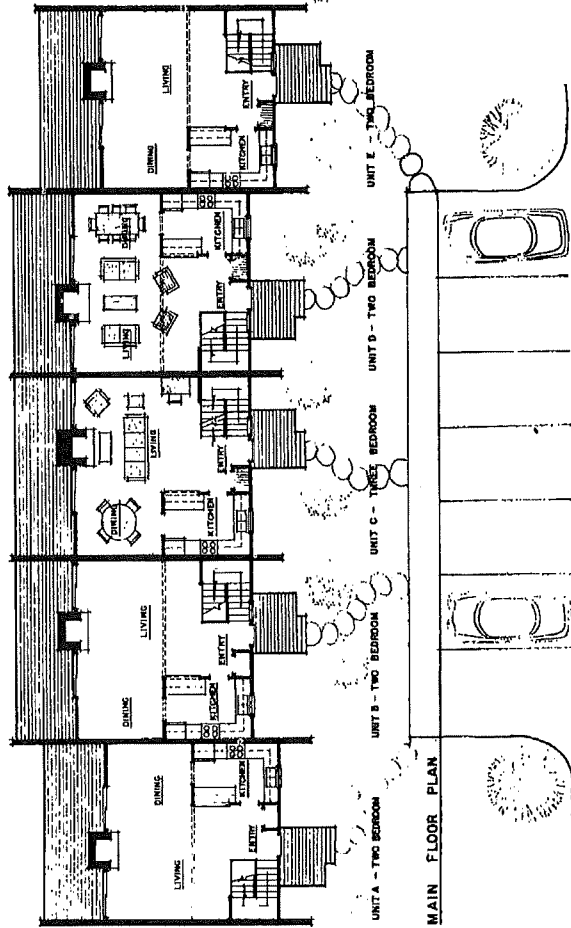 LIVING
DINING
ENTRY
KITCHEN
UNIT A – TWO BEDROOM
DINING
LIVING
KITCHEN
ENTRY
UNIT B – TWO BEDROOM
DINING
LIVING
KITCHEN
ENTRY
UNIT C – THREE BEDROOM
LIVING
DINING
ENTRY
KITCHEN
UNIT D – TWO BEDROOM
DINING
LIVING
KITCHEN
ENTRY
UNIT E – TWO BEDROOM
MAIN FLOOR PLAN